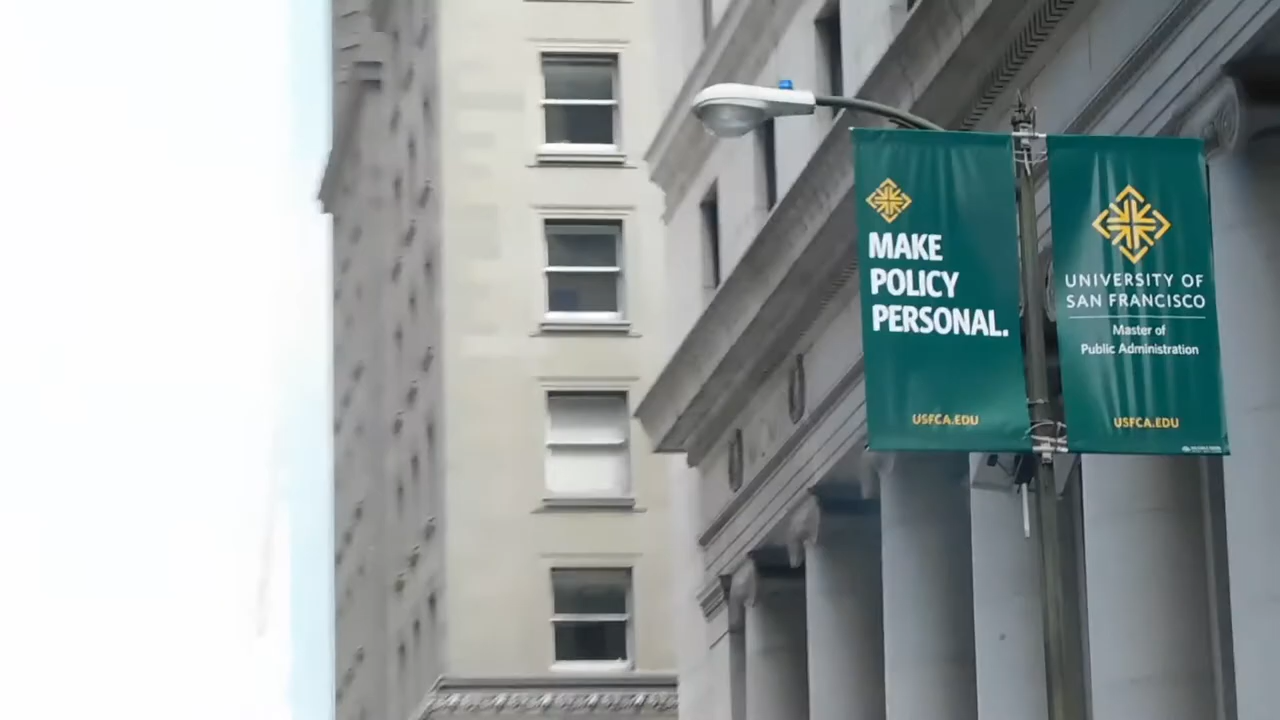 MAKE
POLICY
PERSONAL.
USFCA.EDU
UNIVERSITY OF
SAN FRANCISCO
Master of
Public Administration
USFCA.EDU